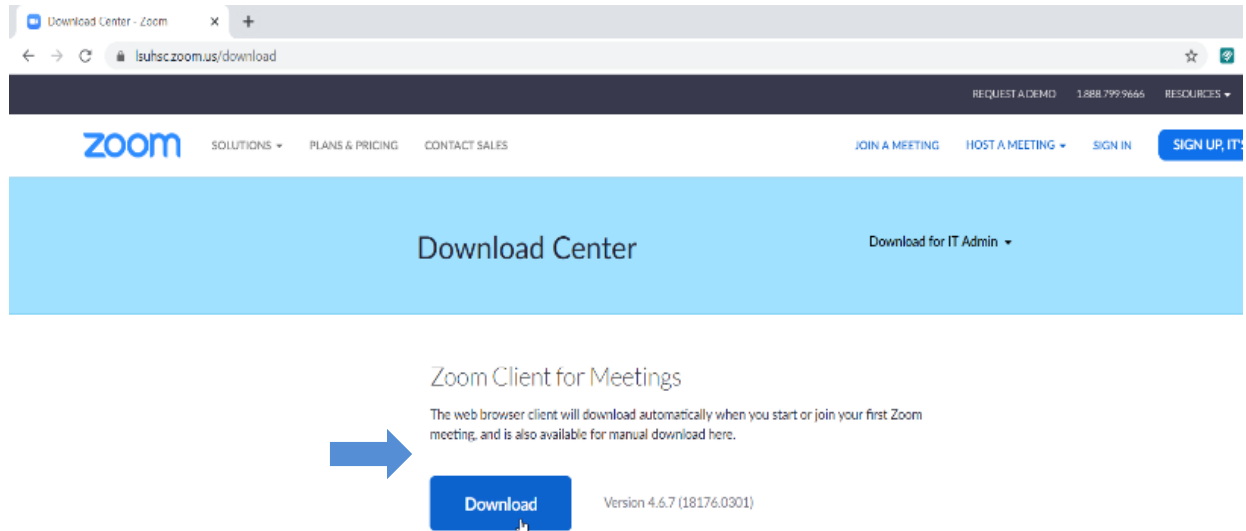 Download Center - Zoom
lsuhsc.zoom.us/download
REQUEST A DEMO 1.888.799.9666 RESOURCES
zoom SOLUTIONS PLANS & PRICING CONTACT SALES JOIN A MEETING HOST A MEETING SIGN IN SIGN UP, IT'S
Download Center Download for IT Admin
Zoom Client for Meetings
The web browser client will download automatically when you start or join your first Zoom
meeting, and is also available for manual download here.
Download Version 4.6.7 (18176.0301)